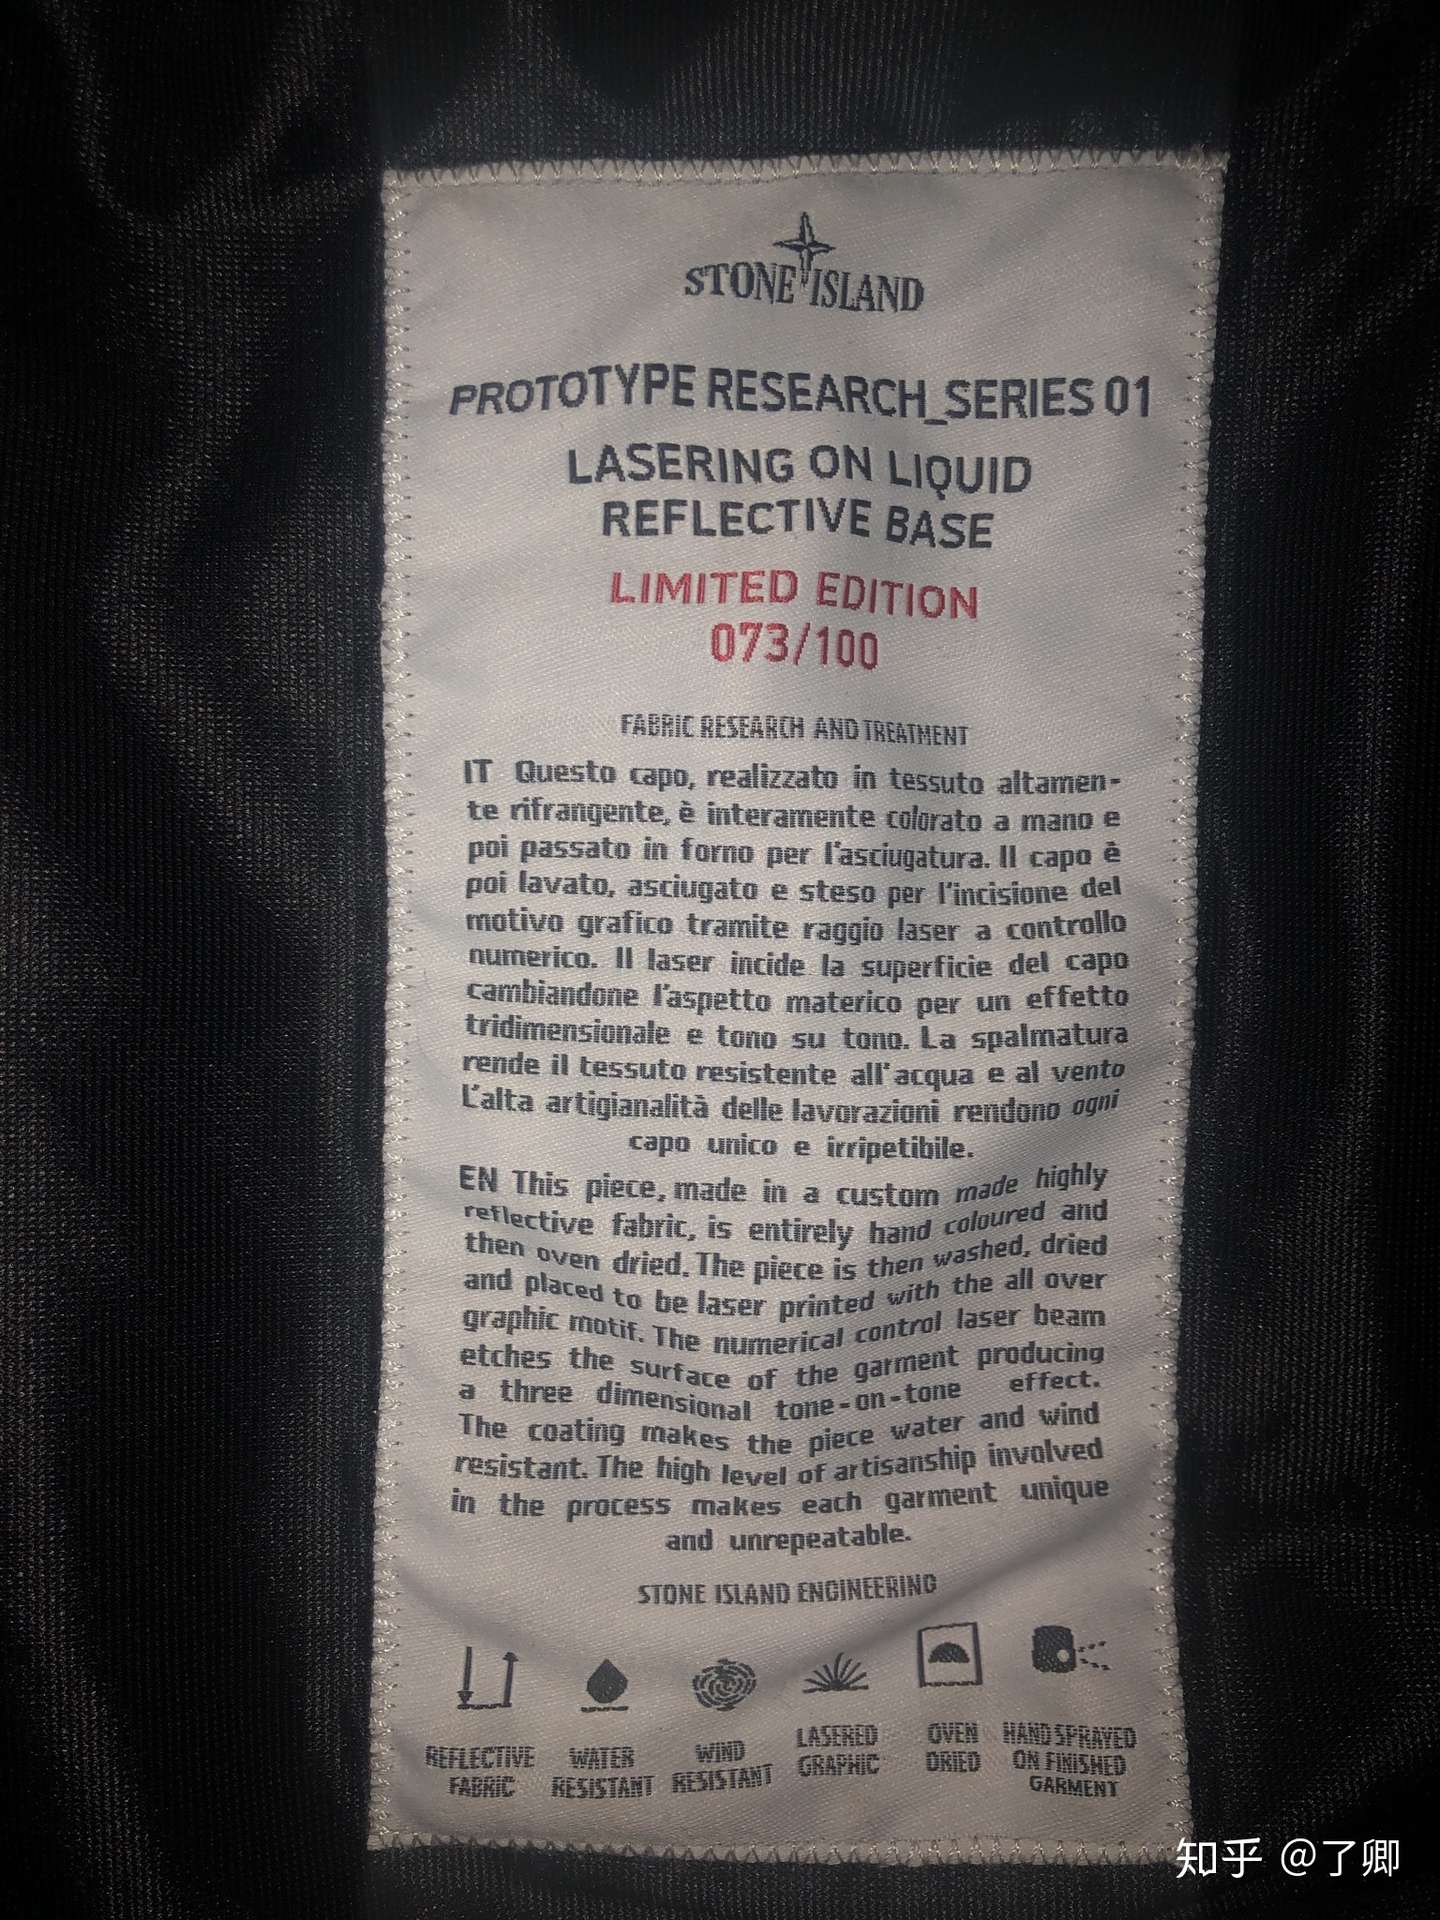 STONE ISLAND
PROTOTYPE RESEARCH_SERIES 01
LASERING ON LIQUID
REFLECTIVE BASE
LIMITED EDITION
073/100
FABRIC RESEARCH AND TREATMENT
IT Questo capo, realizzato in tessuto altamen-
te rifrangente, è interamente colorato a mano e
poi passato in forno per l'asciugatura. Il capo è
poi lavato, asciugato e steso per l'incisione del
motivo grafico tramite raggio laser a controllo
numerico. Il laser incide la superficie del capo
cambiandone l'aspetto materico per un effetto
tridimensionale e tono su tono. La spalmatura
rende il tessuto resistente all'acqua e al vento
L'alta artigianalità delle lavorazioni rendono ogni
capo unico e irripetibile.
EN This piece, made in a custom made highly
reflective fabric, is entirely hand coloured and
then oven dried. The piece is then washed, dried
and placed to be laser printed with the all over
graphic motif. The numerical control laser beam
etches the surface of the garment producing
a three dimensional tone-on-tone effect.
The coating makes the piece water and wind
resistant. The high level of artisanship involved
in the process makes each garment unique
and unrepeatable.
STONE ISLAND ENGINEERING
REFLECTIVE
FABRIC
WATER
RESISTANT
WIND
RESISTANT
LASERED
GRAPHIC
OVEN
DRIED
HAND SPRAYED
ON FINISHED
GARMENT
知乎 @了卿